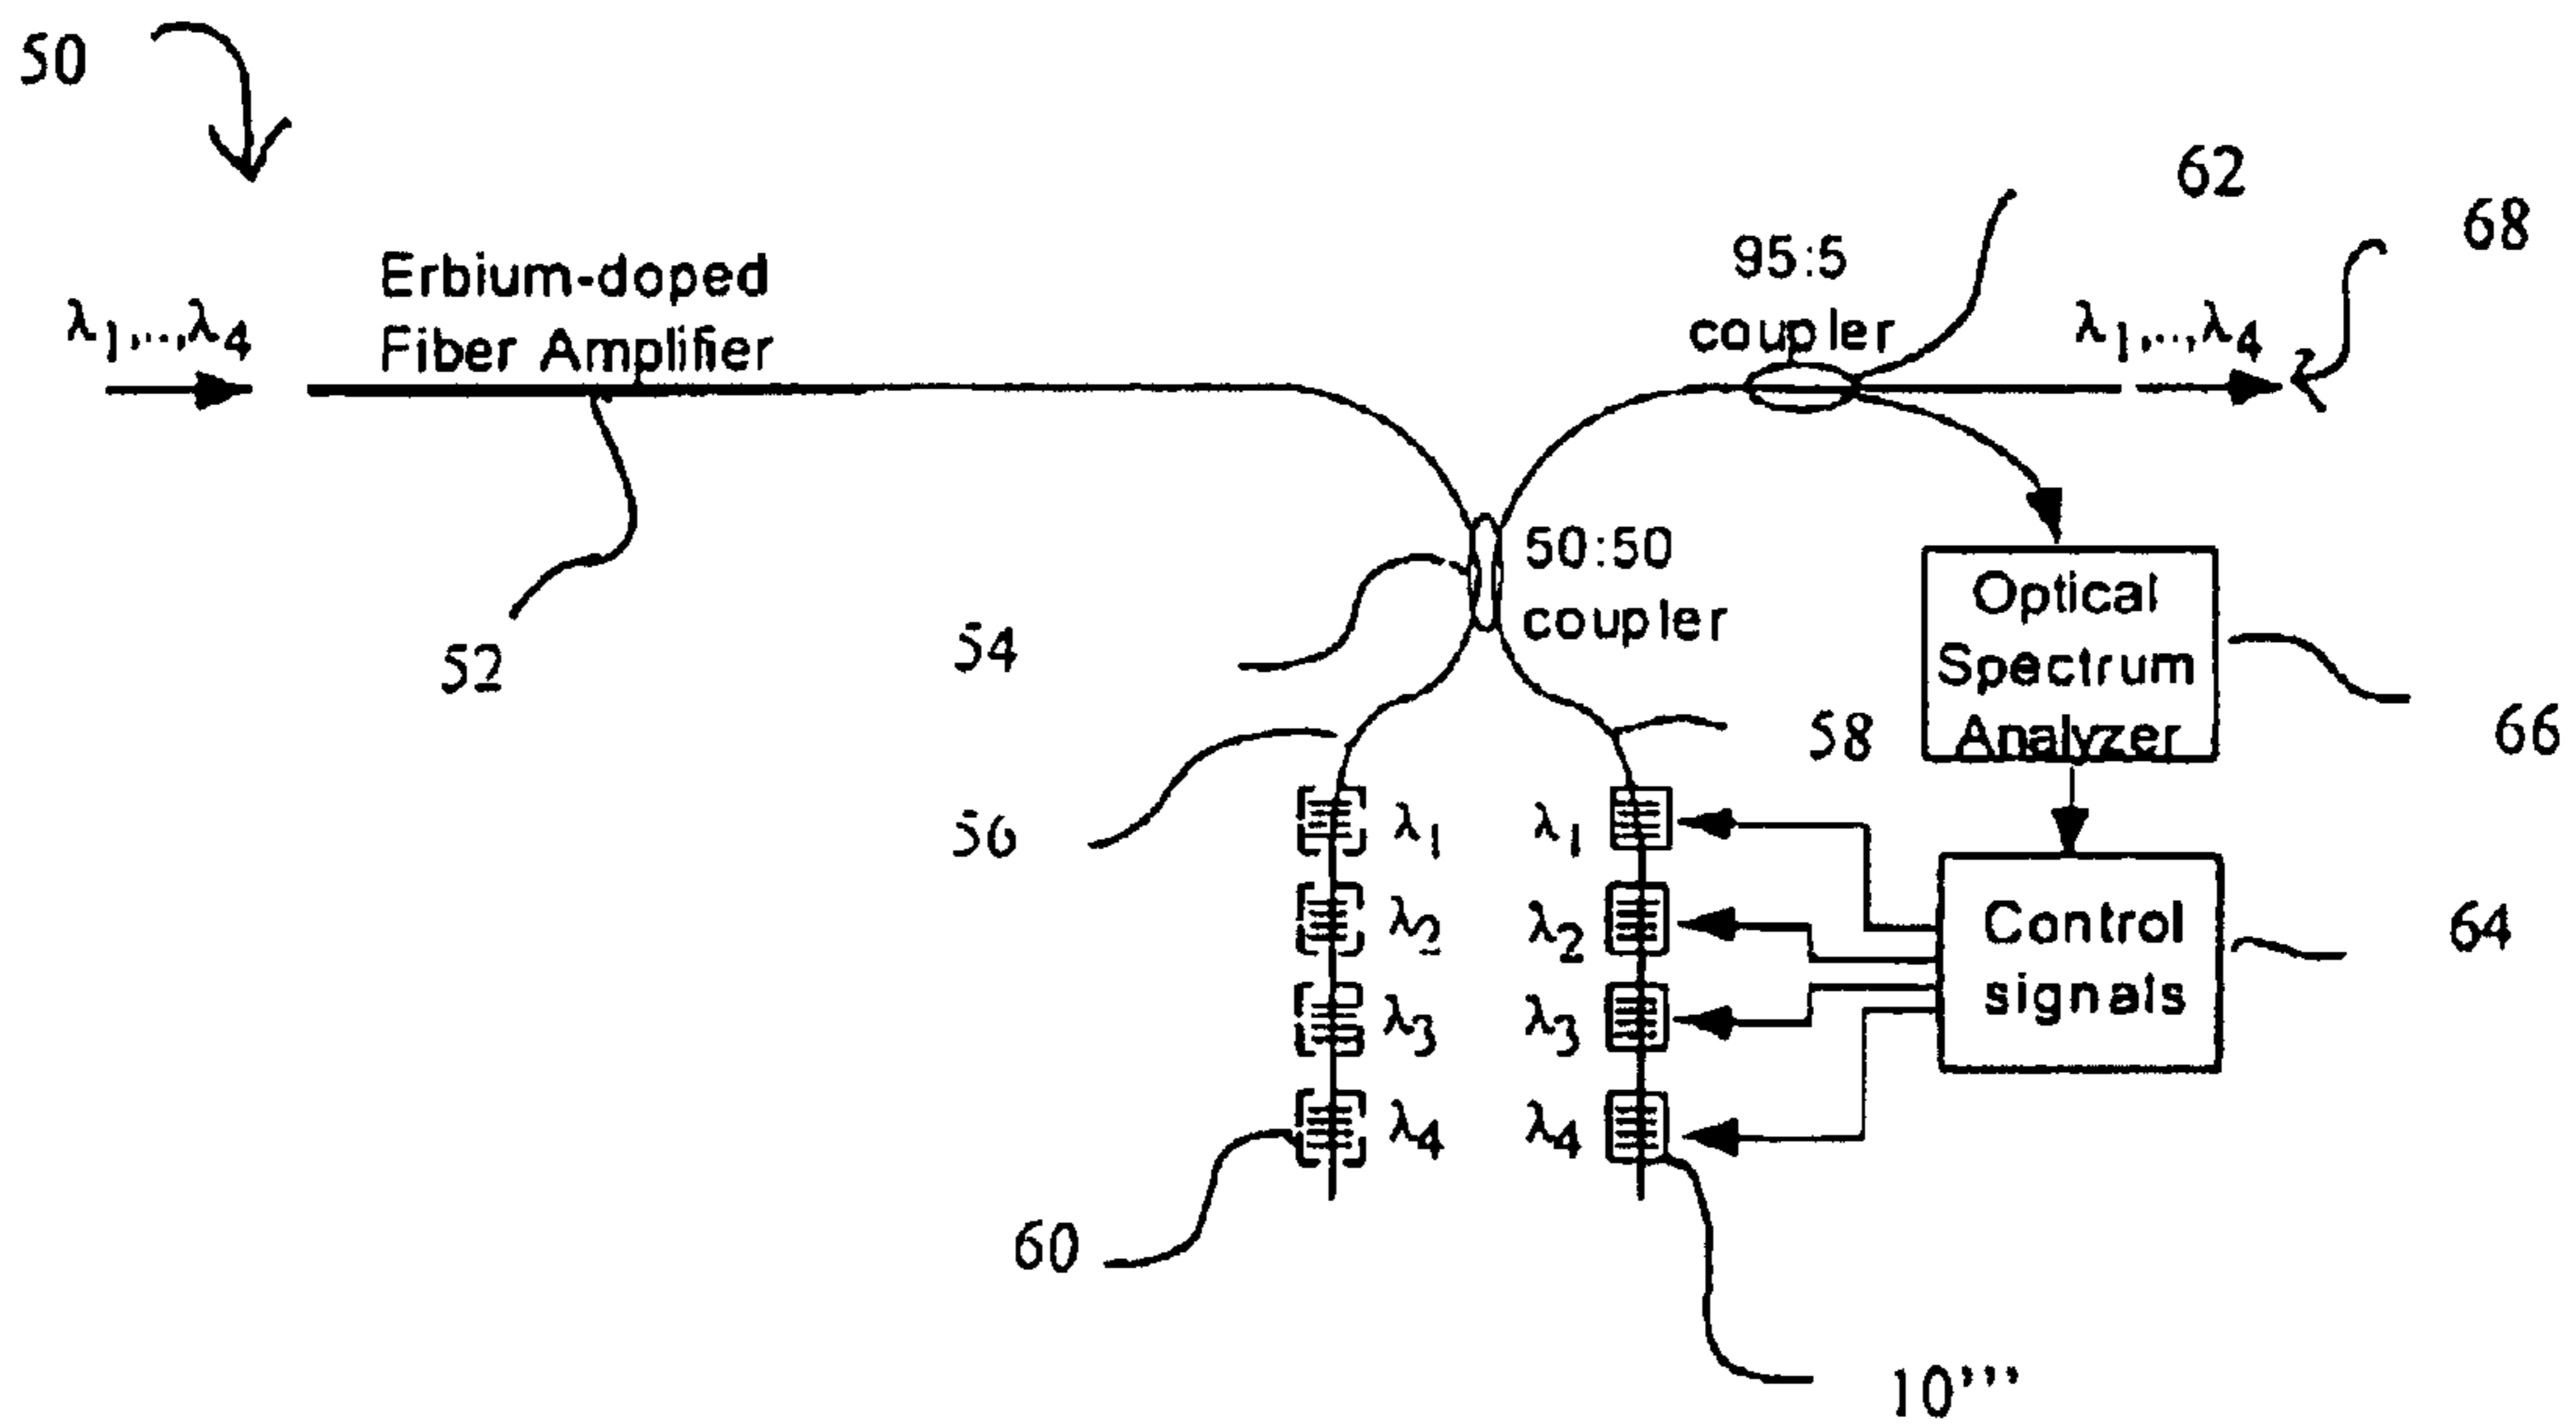 50
62
68
95:5
coupler
Erbium-doped
Fiber Amplifier
λ1,..,λ4
λ1,..,λ4
50:50
coupler
54
52
Optical
Spectrum
Analyzer
66
58
56
λ1
λ1
λ2
λ2
λ3
λ3
λ4
λ4
Control
signals
64
60
10’’’